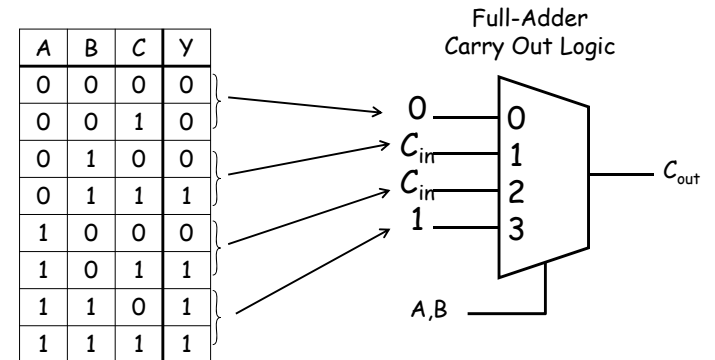 Full-Adder
Carry Out Logic
A B C Y
0 0 0 0
0 0 1 0
0 1 0 0
0 1 1 1
1 0 0 0
1 0 1 1
1 1 0 1
1 1 1 1
0 0
Cin 1
Cin 2
1 3
Cout
A,B